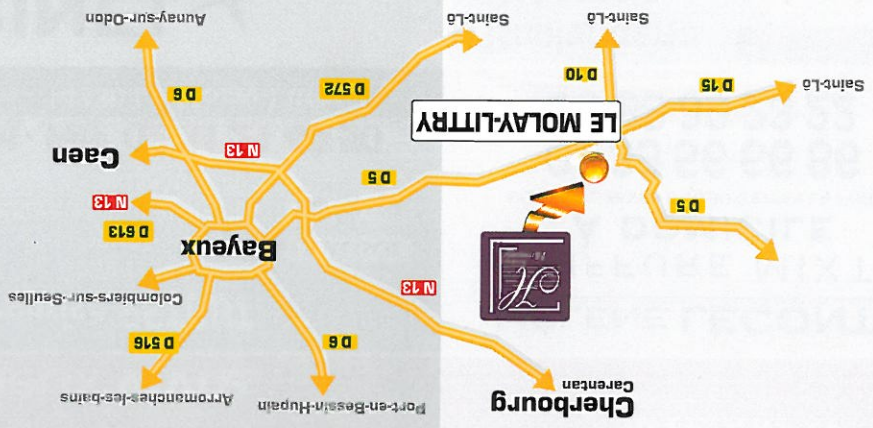 Cherbourg
Carentan
Port-en-Bessin-Hupain
Arromanches-les-bains
D 6
D 516
N 13
Colombiers-sur-Seulles
H
Bayeux
D 613
N 13
D 5
D 5
Caen
N 13
LE MOLAY-LITTRY
D 15
D 10
D 572
D 6
Saint-Lô
Saint-Lô
Saint-Lô
Aunay-sur-Odon